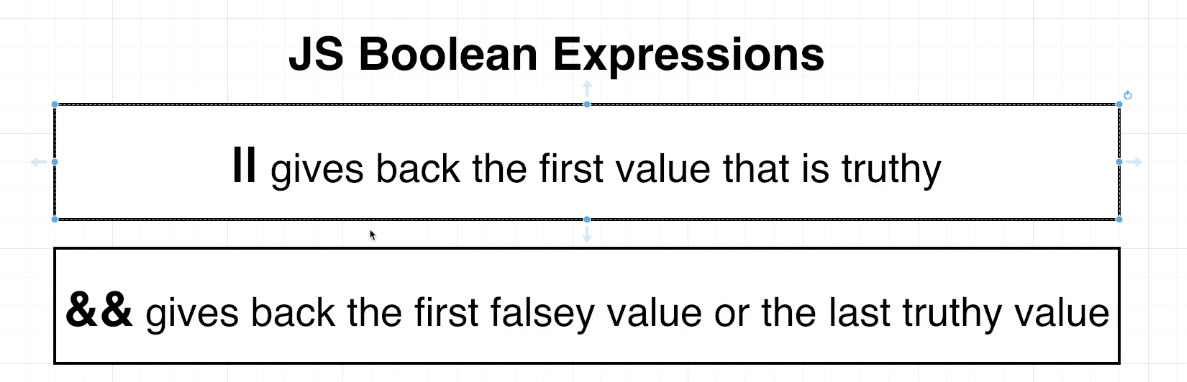 JS Boolean Expressions
|| gives back the first value that is truthy
&& gives back the first falsey value or the last truthy value